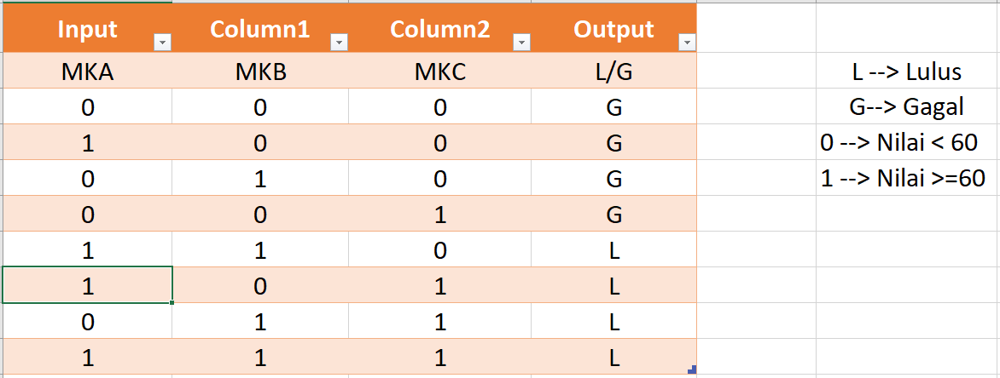 Input Column1 Column2 Output
MKA MKB MKC L/G L --> Lulus
0 0 0 G G--> Gagal
1 0 0 G 0 --> Nilai < 60
0 1 0 G 1 --> Nilai >=60
0 0 1 G
1 1 0 L
1 0 1 L
0 1 1 L
1 1 1 L